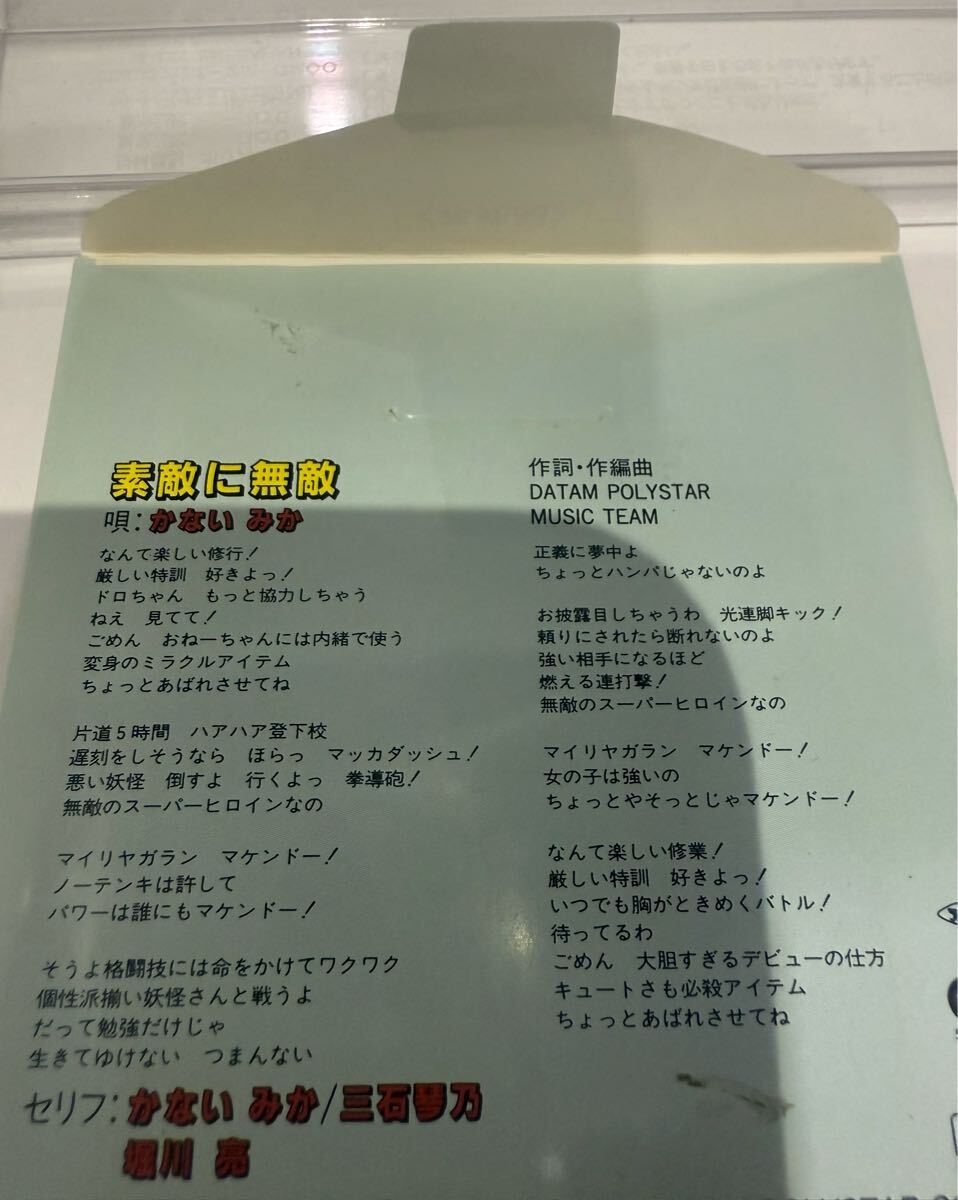 素敵に無敵
唄：かない みか
なんて楽しい修行！
厳しい特訓　好きよっ！
ドロちゃん　もっと協力しちゃう
ねえ　見てて！
ごめん　おねーちゃんには内緒で使う
変身のミラクルアイテム
ちょっとあばれさせてね
片道5時間　ハアハア登下校
遅刻をしそうなら　ほらっ　マッカダッシュ！
悪い妖怪　倒すよ　行くよっ　拳導砲！
無敵のスーパーヒロインなの
マイリヤガラン　マケンドー！
ノーテンキは許して
パワーは誰にもマケンドー！
そうよ格闘技には命をかけてワクワク
個性派揃い妖怪さんと戦うよ
だって勉強だけじゃ
生きてゆけない　つまんない
セリフ：かない みか/三石琴乃
堀川 亮
作詞・作編曲
DATAM POLYSTAR
MUSIC TEAM
正義に夢中よ
ちょっとハンパじゃないのよ
お披露目しちゃうわ　光連脚キック！
頼りにされたら断れないのよ
強い相手になるほど
燃える連打撃！
無敵のスーパーヒロインなの
マイリヤガラン　マケンドー！
女の子は強いの
ちょっとやそっとじゃマケンドー！
なんて楽しい修業！
厳しい特訓　好きよっ！
いつでも胸がときめくバトル！
待ってるわ
ごめん　大胆すぎるデビューの仕方
キュートさも必殺アイテム
ちょっとあばれさせてね